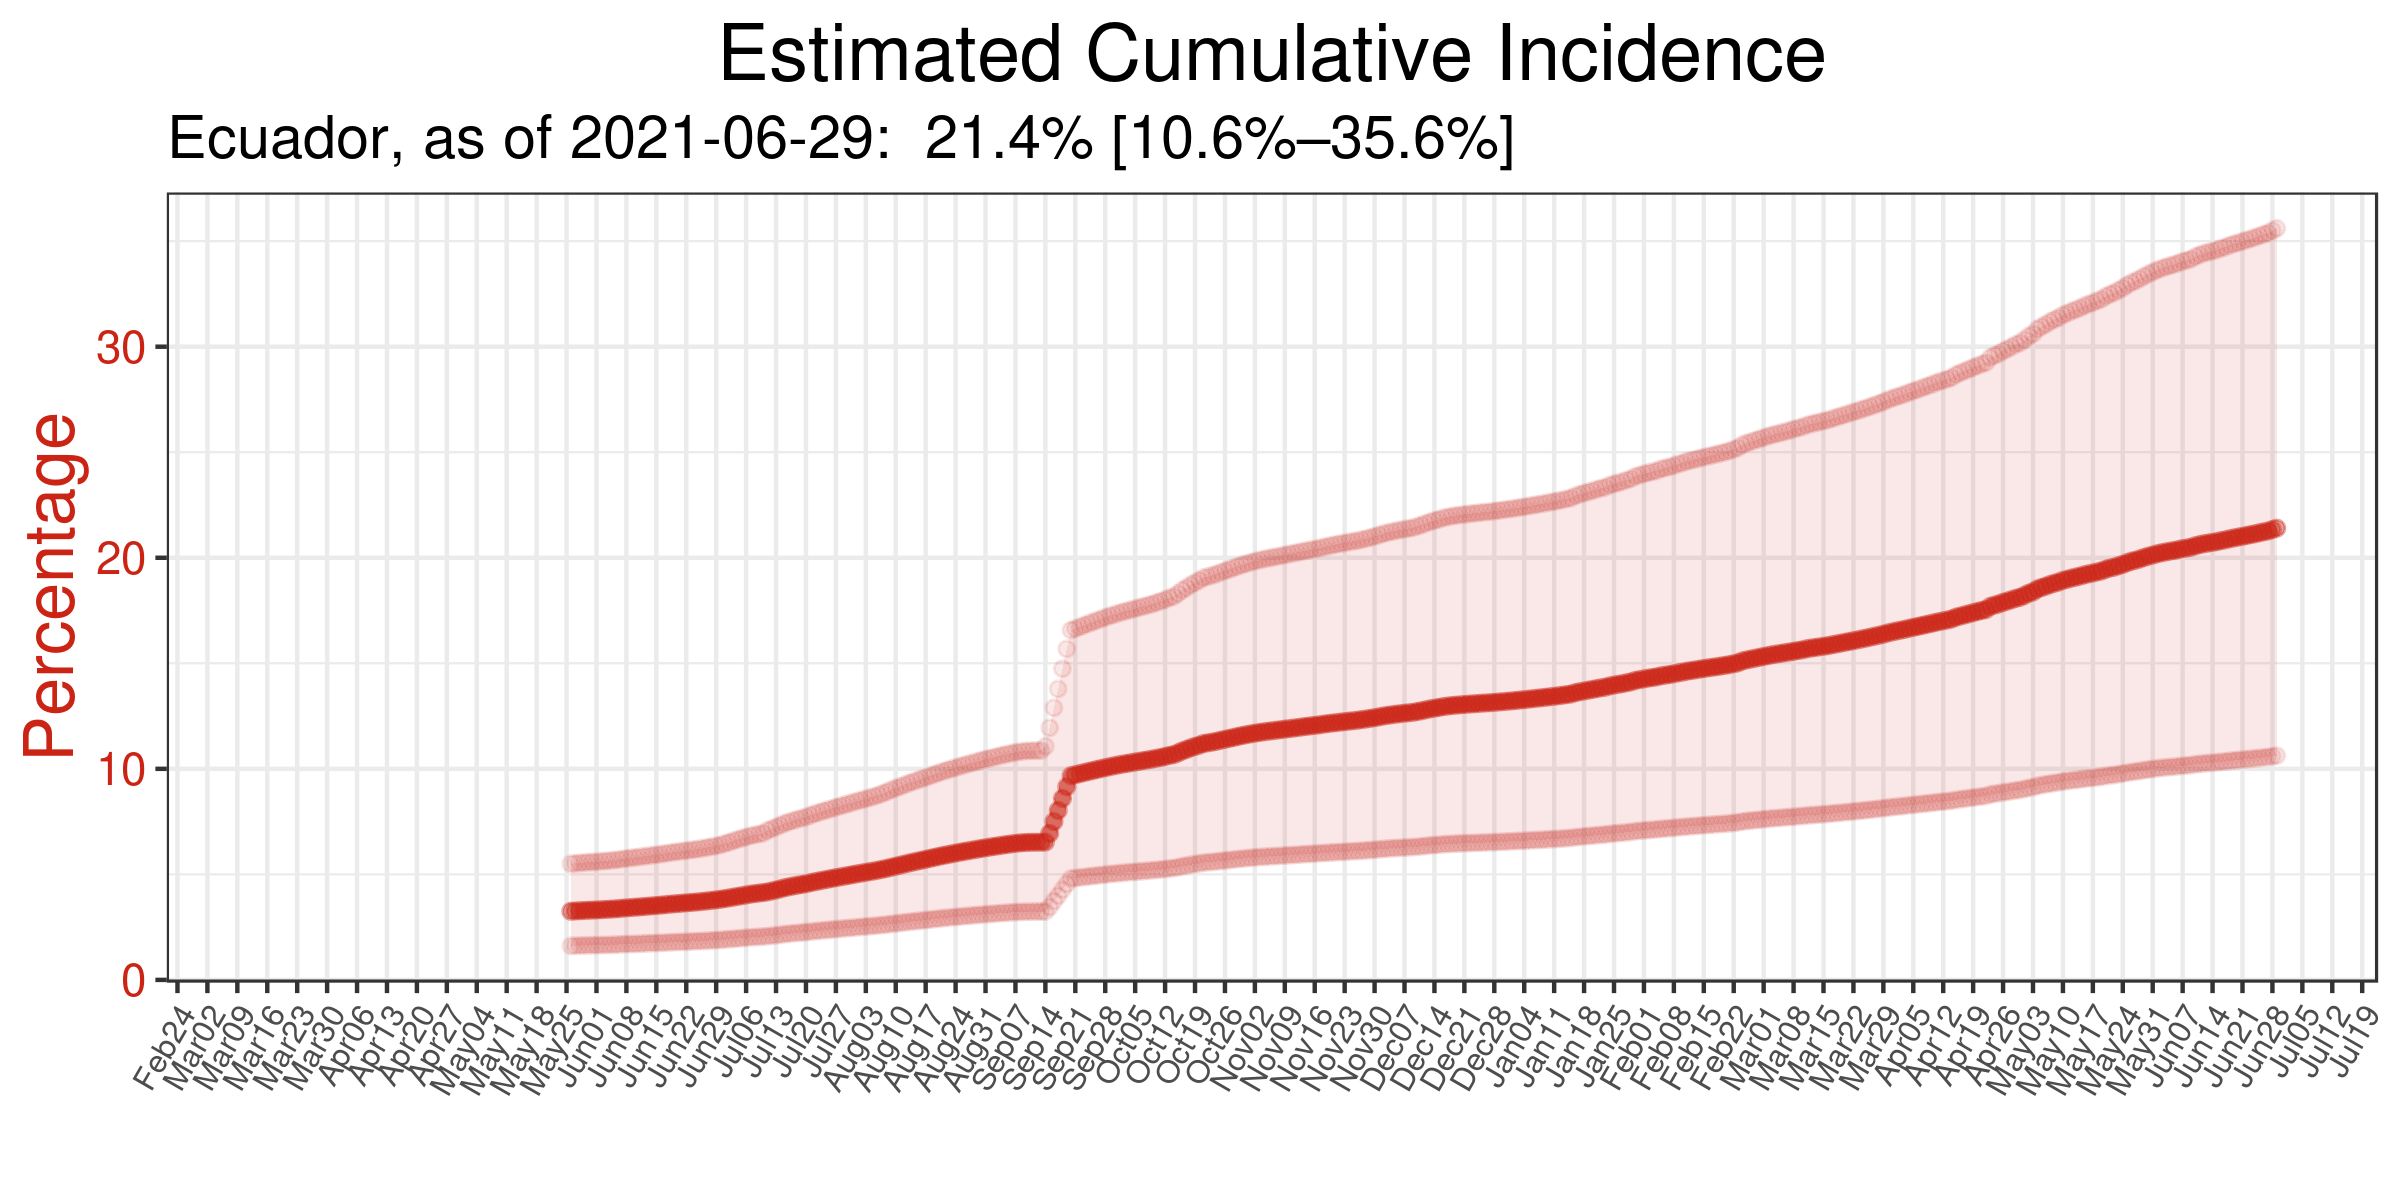 Estimated Cumulative Incidence
Ecuador, as of 2021-06-29: 21.4% [10.6%–35.6%]
Percentage
30
20
10
0
Feb24
Mar02
Mar09
Mar16
Mar23
Mar30
Apr06
Apr13
Apr20
Apr27
May04
May11
May18
May25
Jun01
Jun08
Jun15
Jun22
Jun29
Jul06
Jul13
Jul20
Jul27
Aug03
Aug10
Aug17
Aug24
Aug31
Sep07
Sep14
Sep21
Sep28
Oct05
Oct12
Oct19
Oct26
Nov02
Nov09
Nov16
Nov23
Nov30
Dec07
Dec14
Dec21
Dec28
Jan04
Jan11
Jan18
Jan25
Feb01
Feb08
Feb15
Feb22
Mar01
Mar08
Mar15
Mar22
Mar29
Apr05
Apr12
Apr19
Apr26
May03
May10
May17
May24
May31
Jun07
Jun14
Jun21
Jun28
Jul05
Jul12
Jul19